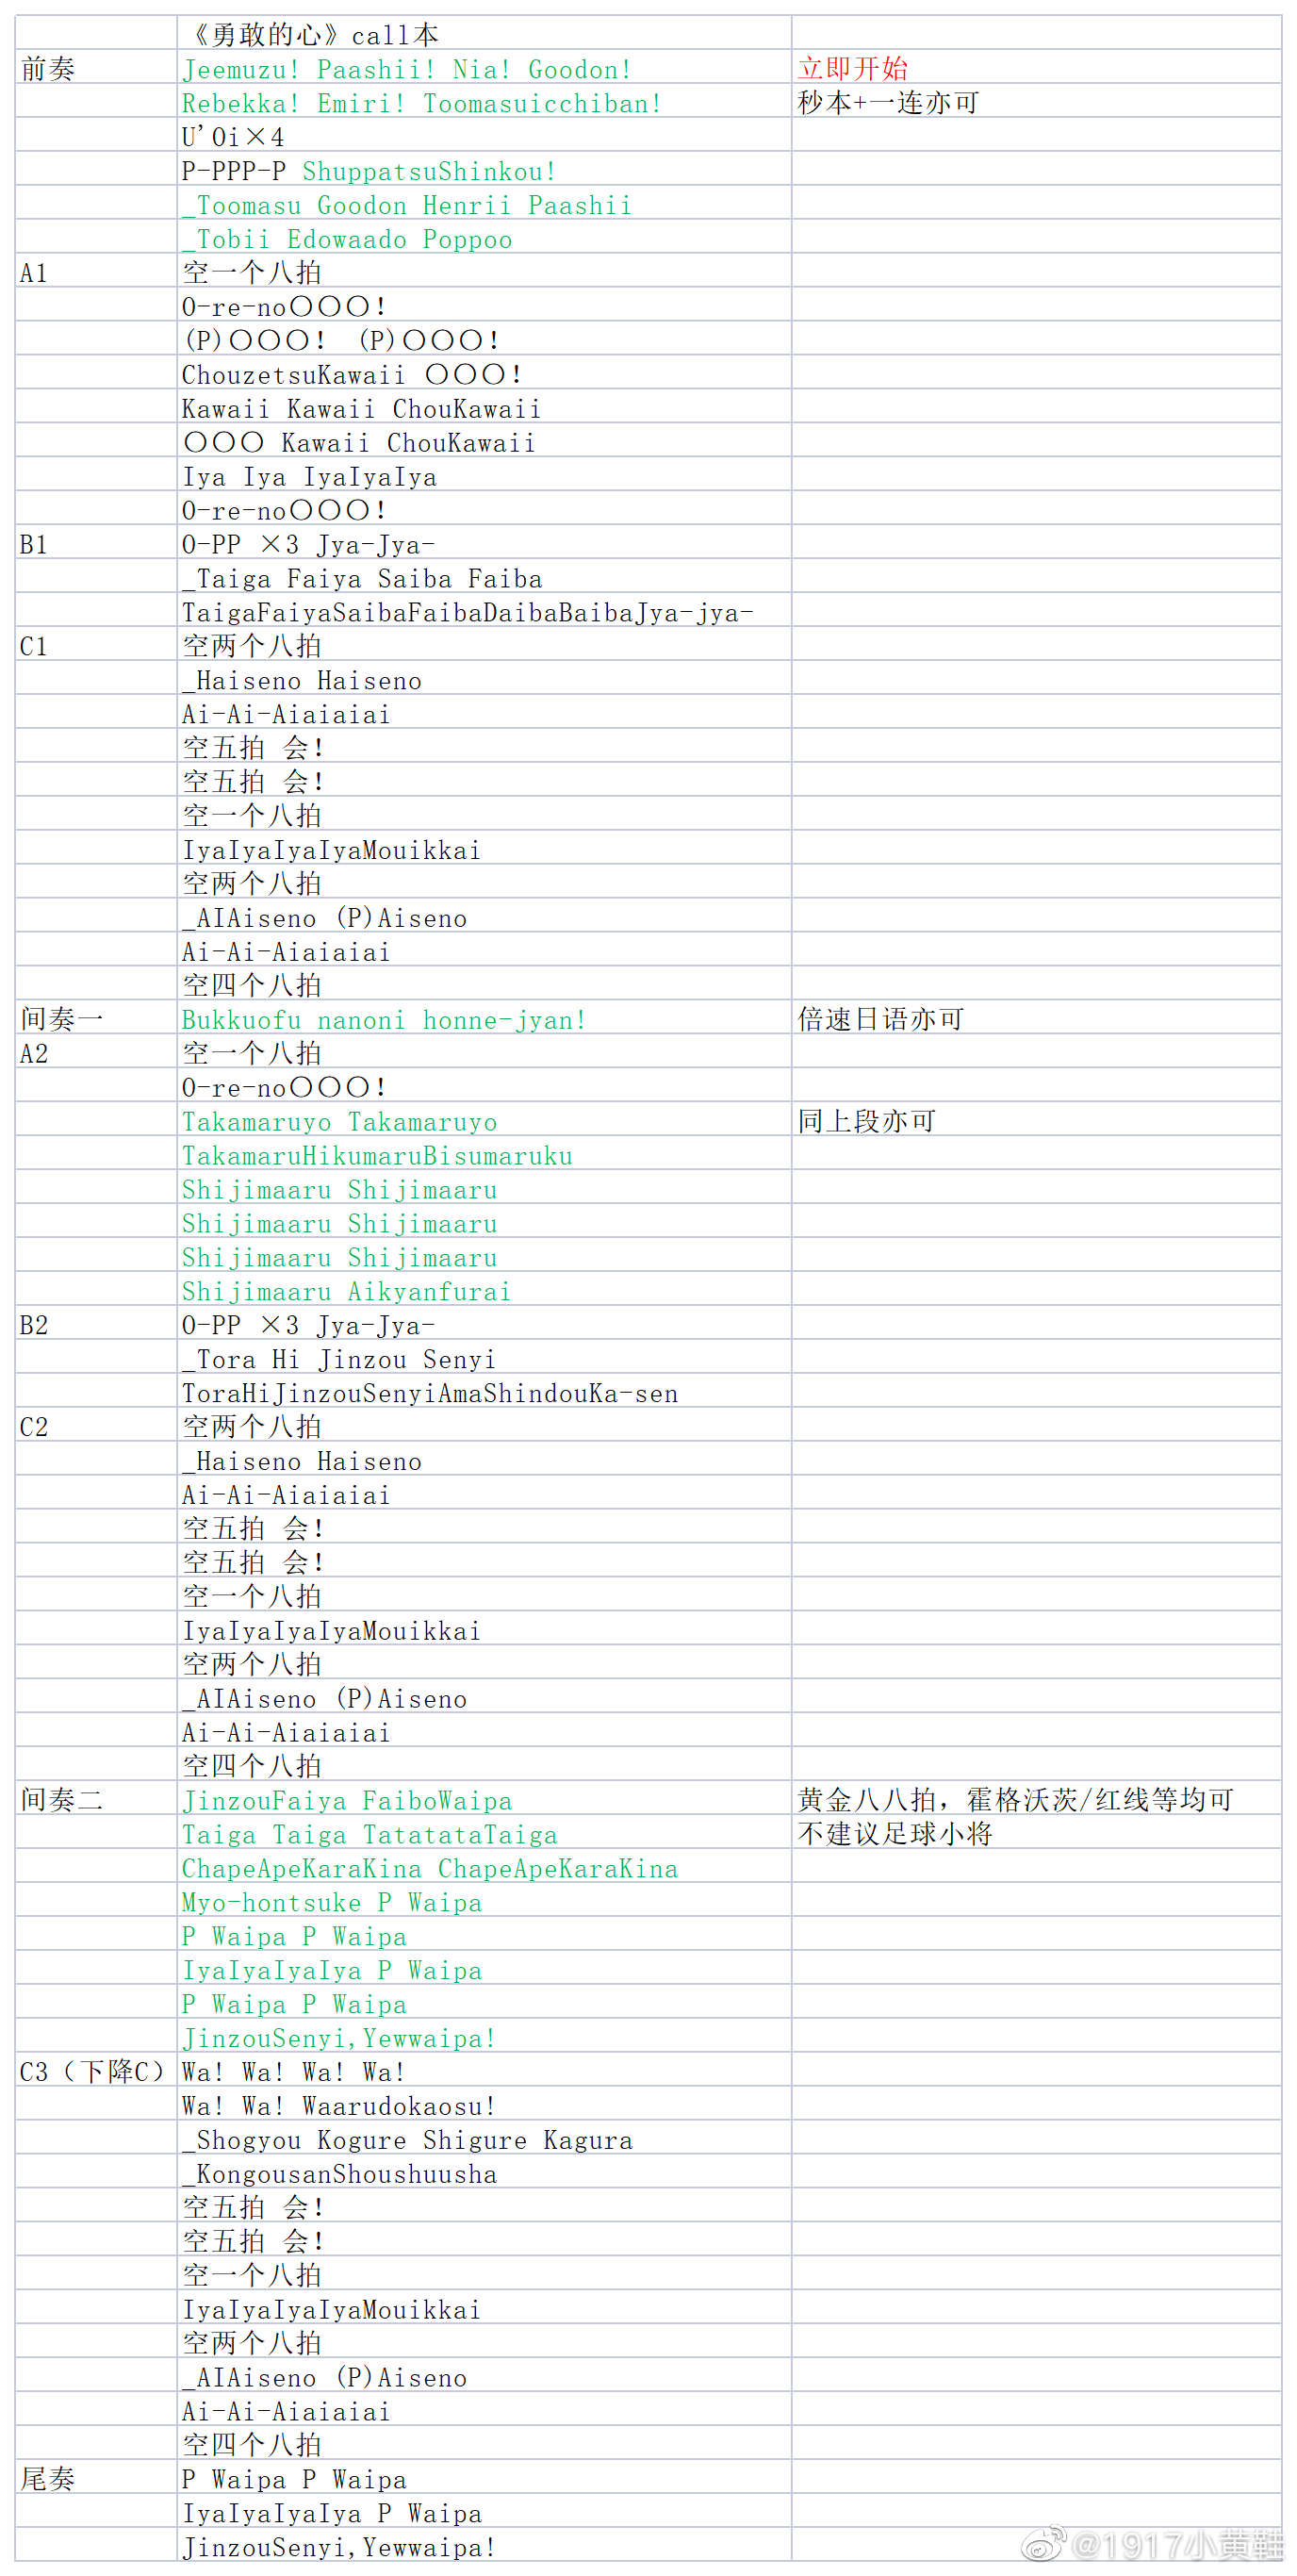 《勇敢的心》call本
前奏 Jeemuzu! Paashii! Nia! Goodon! 立即开始
Rebekka! Emiri! Toomasuicchiban! 秒本+一连亦可
U'Oi×4
P-PPP-P ShuppatsuShinkou!
_Toomasu Goodon Henrii Paashii
_Tobii Edowaado Poppoo
A1 空一个八拍
O-re-no〇〇〇!
(P)〇〇〇! (P)〇〇〇!
ChouzetsuKawaii 〇〇〇!
Kawaii Kawaii ChouKawaii
〇〇〇 Kawaii ChouKawaii
Iya Iya IyaIyaIya
O-re-no〇〇〇!
B1 O-PP ×3 Jya-Jya-
_Taiga Faiya Saiba Faiba
TaigaFaiyaSaibaFaibaDaibaBaibaJya-jya-
C1 空两个八拍
_Haiseno Haiseno
Ai-Ai-Aiaiaiai
空五拍 会!
空五拍 会!
空一个八拍
IyaIyaIyaIyaMouikkai
空两个八拍
_AIAiseno (P)Aiseno
Ai-Ai-Aiaiaiai
空四个八拍
间奏一 Bukkuofu nanoni honne-jyan! 倍速日语亦可
A2 空一个八拍
O-re-no〇〇〇!
Takamaruyo Takamaruyo 同上段亦可
TakamaruHikumaruBisumaruku
Shijimaaru Shijimaaru
Shijimaaru Shijimaaru
Shijimaaru Shijimaaru
Shijimaaru Aikyanfurai
B2 O-PP ×3 Jya-Jya-
_Tora Hi Jinzou Senyi
ToraHiJinzouSenyiAmaShindouKa-sen
C2 空两个八拍
_Haiseno Haiseno
Ai-Ai-Aiaiaiai
空五拍 会!
空五拍 会!
空一个八拍
IyaIyaIyaIyaMouikkai
空两个八拍
_AIAiseno (P)Aiseno
Ai-Ai-Aiaiaiai
空四个八拍
间奏二 JinzouFaiya FaiboWaipa 黄金八八拍，霍格沃茨/红线等均可
Taiga Taiga TatatataTaiga 不建议足球小将
ChapeApeKaraKina ChapeApeKaraKina
Myo-hontsuke P Waipa
P Waipa P Waipa
IyaIyaIyaIya P Waipa
P Waipa P Waipa
JinzouSenyi,Yewwaipa!
C3（下降C） Wa! Wa! Wa! Wa!
Wa! Wa! Waarudokaosu!
_Shogyou Kogure Shigure Kagura
_KongousanShoushuusha
空五拍 会!
空五拍 会!
空一个八拍
IyaIyaIyaIyaMouikkai
空两个八拍
_AIAiseno (P)Aiseno
Ai-Ai-Aiaiaiai
空四个八拍
尾奏 P Waipa P Waipa
IyaIyaIyaIya P Waipa
JinzouSenyi,Yewwaipa!
@1917小黄鞋